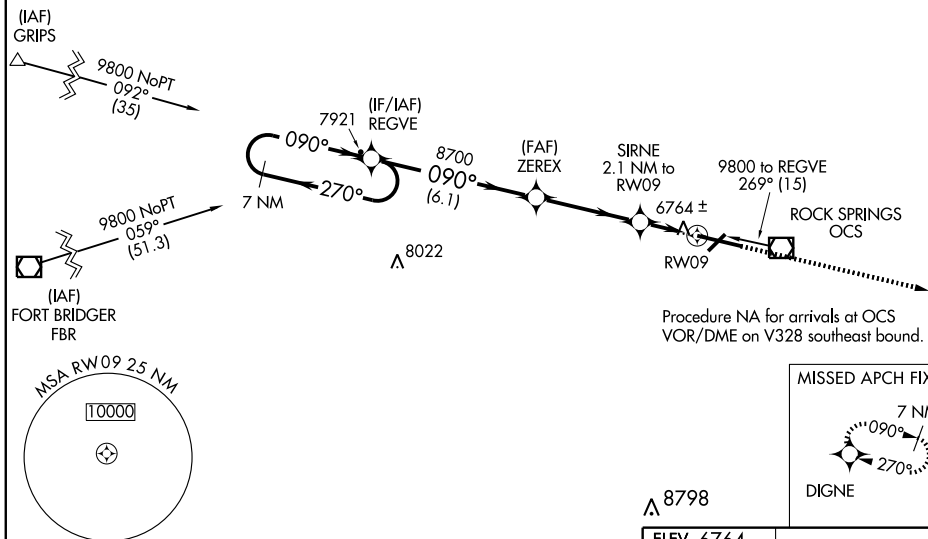 (IAF)
GRIPS
9800 NoPT
092°
(35)
7921
(IF/IAF)
REGVE
090°
270°
7 NM
8700
090°
(6.1)
(FAF)
ZEREX
SIRNE
2.1 NM to
RW09
6764 ±
RW09
9800 to REGVE
269° (15)
ROCK SPRINGS
OCS
9800 NoPT
059°
(51.3)
(IAF)
FORT BRIDGER
FBR
8022
Procedure NA for arrivals at OCS
VOR/DME on V328 southeast bound.
MSA RW09 25 NM
10000
MISSED APCH FIX
7 NM
090°
270°
DIGNE
8798
ELEV 6764